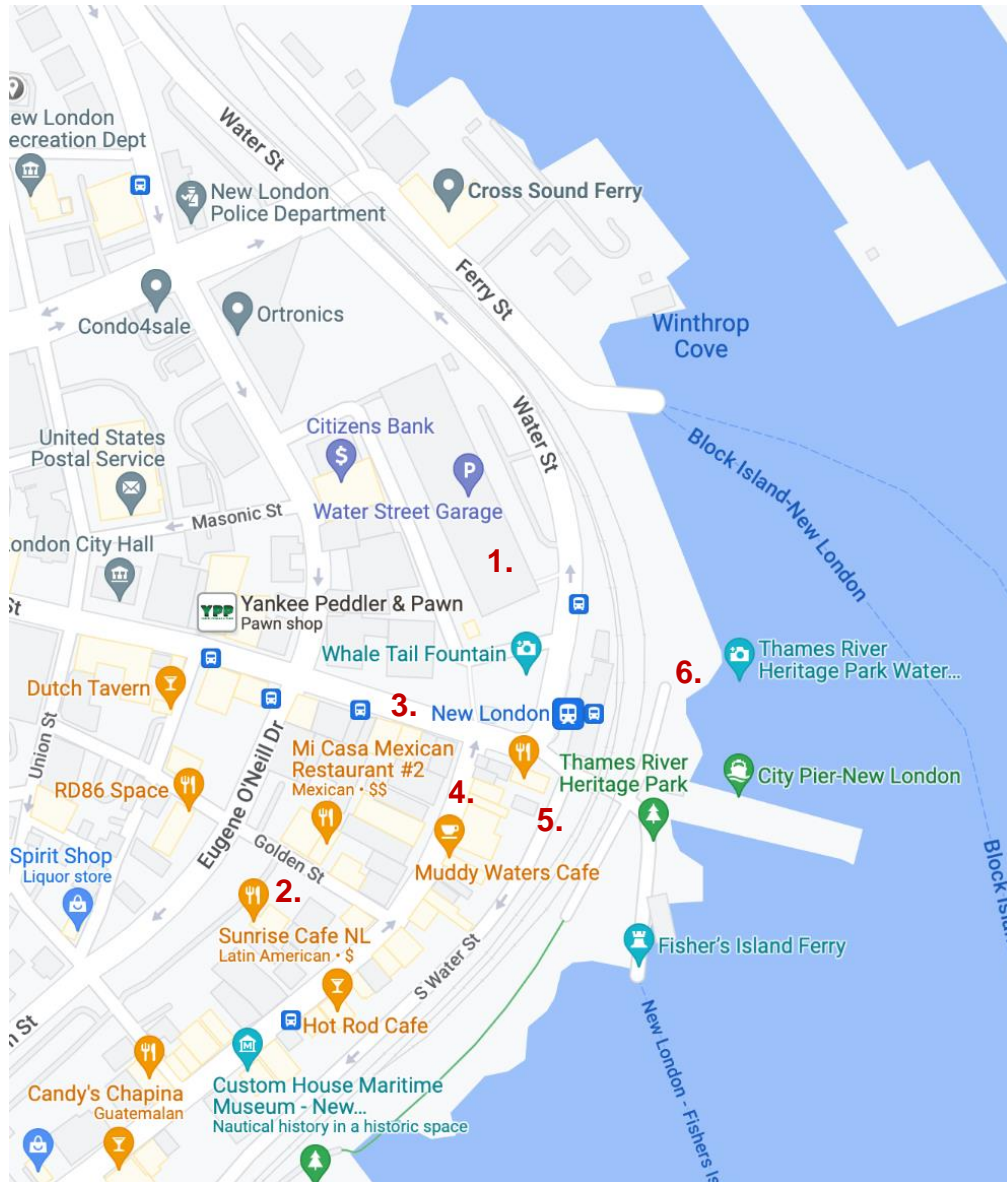 Water St
ew London
ecreation Dept
New London
Police Department
Cross Sound Ferry
Ferry St
Condo4sale
Ortronics
Winthrop
Cove
Water St
United States
Postal Service
Citizens Bank
$
P
Water Street Garage
Block Island-New London
Masonic St
ondon City Hall
1.
St
YPP
Yankee Peddler & Pawn
Pawn shop
Whale Tail Fountain
Thames River
Heritage Park Water...
6.
Dutch Tavern
3.
New London
Union St
Eugene O'Neill Dr
Mi Casa Mexican
Restaurant #2
Mexican • $$
Thames River
Heritage Park
City Pier-New London
RD86 Space
4.
5.
Golden St
Spirit Shop
Liquor store
Muddy Waters Cafe
Block Island
2.
Sunrise Cafe NL
Latin American • $
S Water St
Fisher's Island Ferry
Hot Rod Cafe
n St
New London - Fishers Is
Candy's Chapina
Guatemalan
M
Custom House Maritime
Museum - New...
Nautical history in a historic space